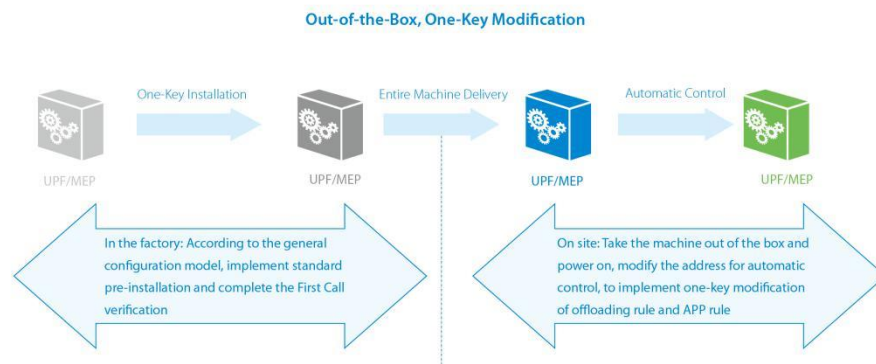 Out-of-the-Box, One-Key Modification
One-Key Installation
Entire Machine Delivery
Automatic Control
UPF/MEP
UPF/MEP
UPF/MEP
UPF/MEP
In the factory: According to the general
configuration model, implement standard
pre-installation and complete the First Call
verification
On site: Take the machine out of the box and
power on, modify the address for automatic
control, to implement one-key modification
of offloading rule and APP rule